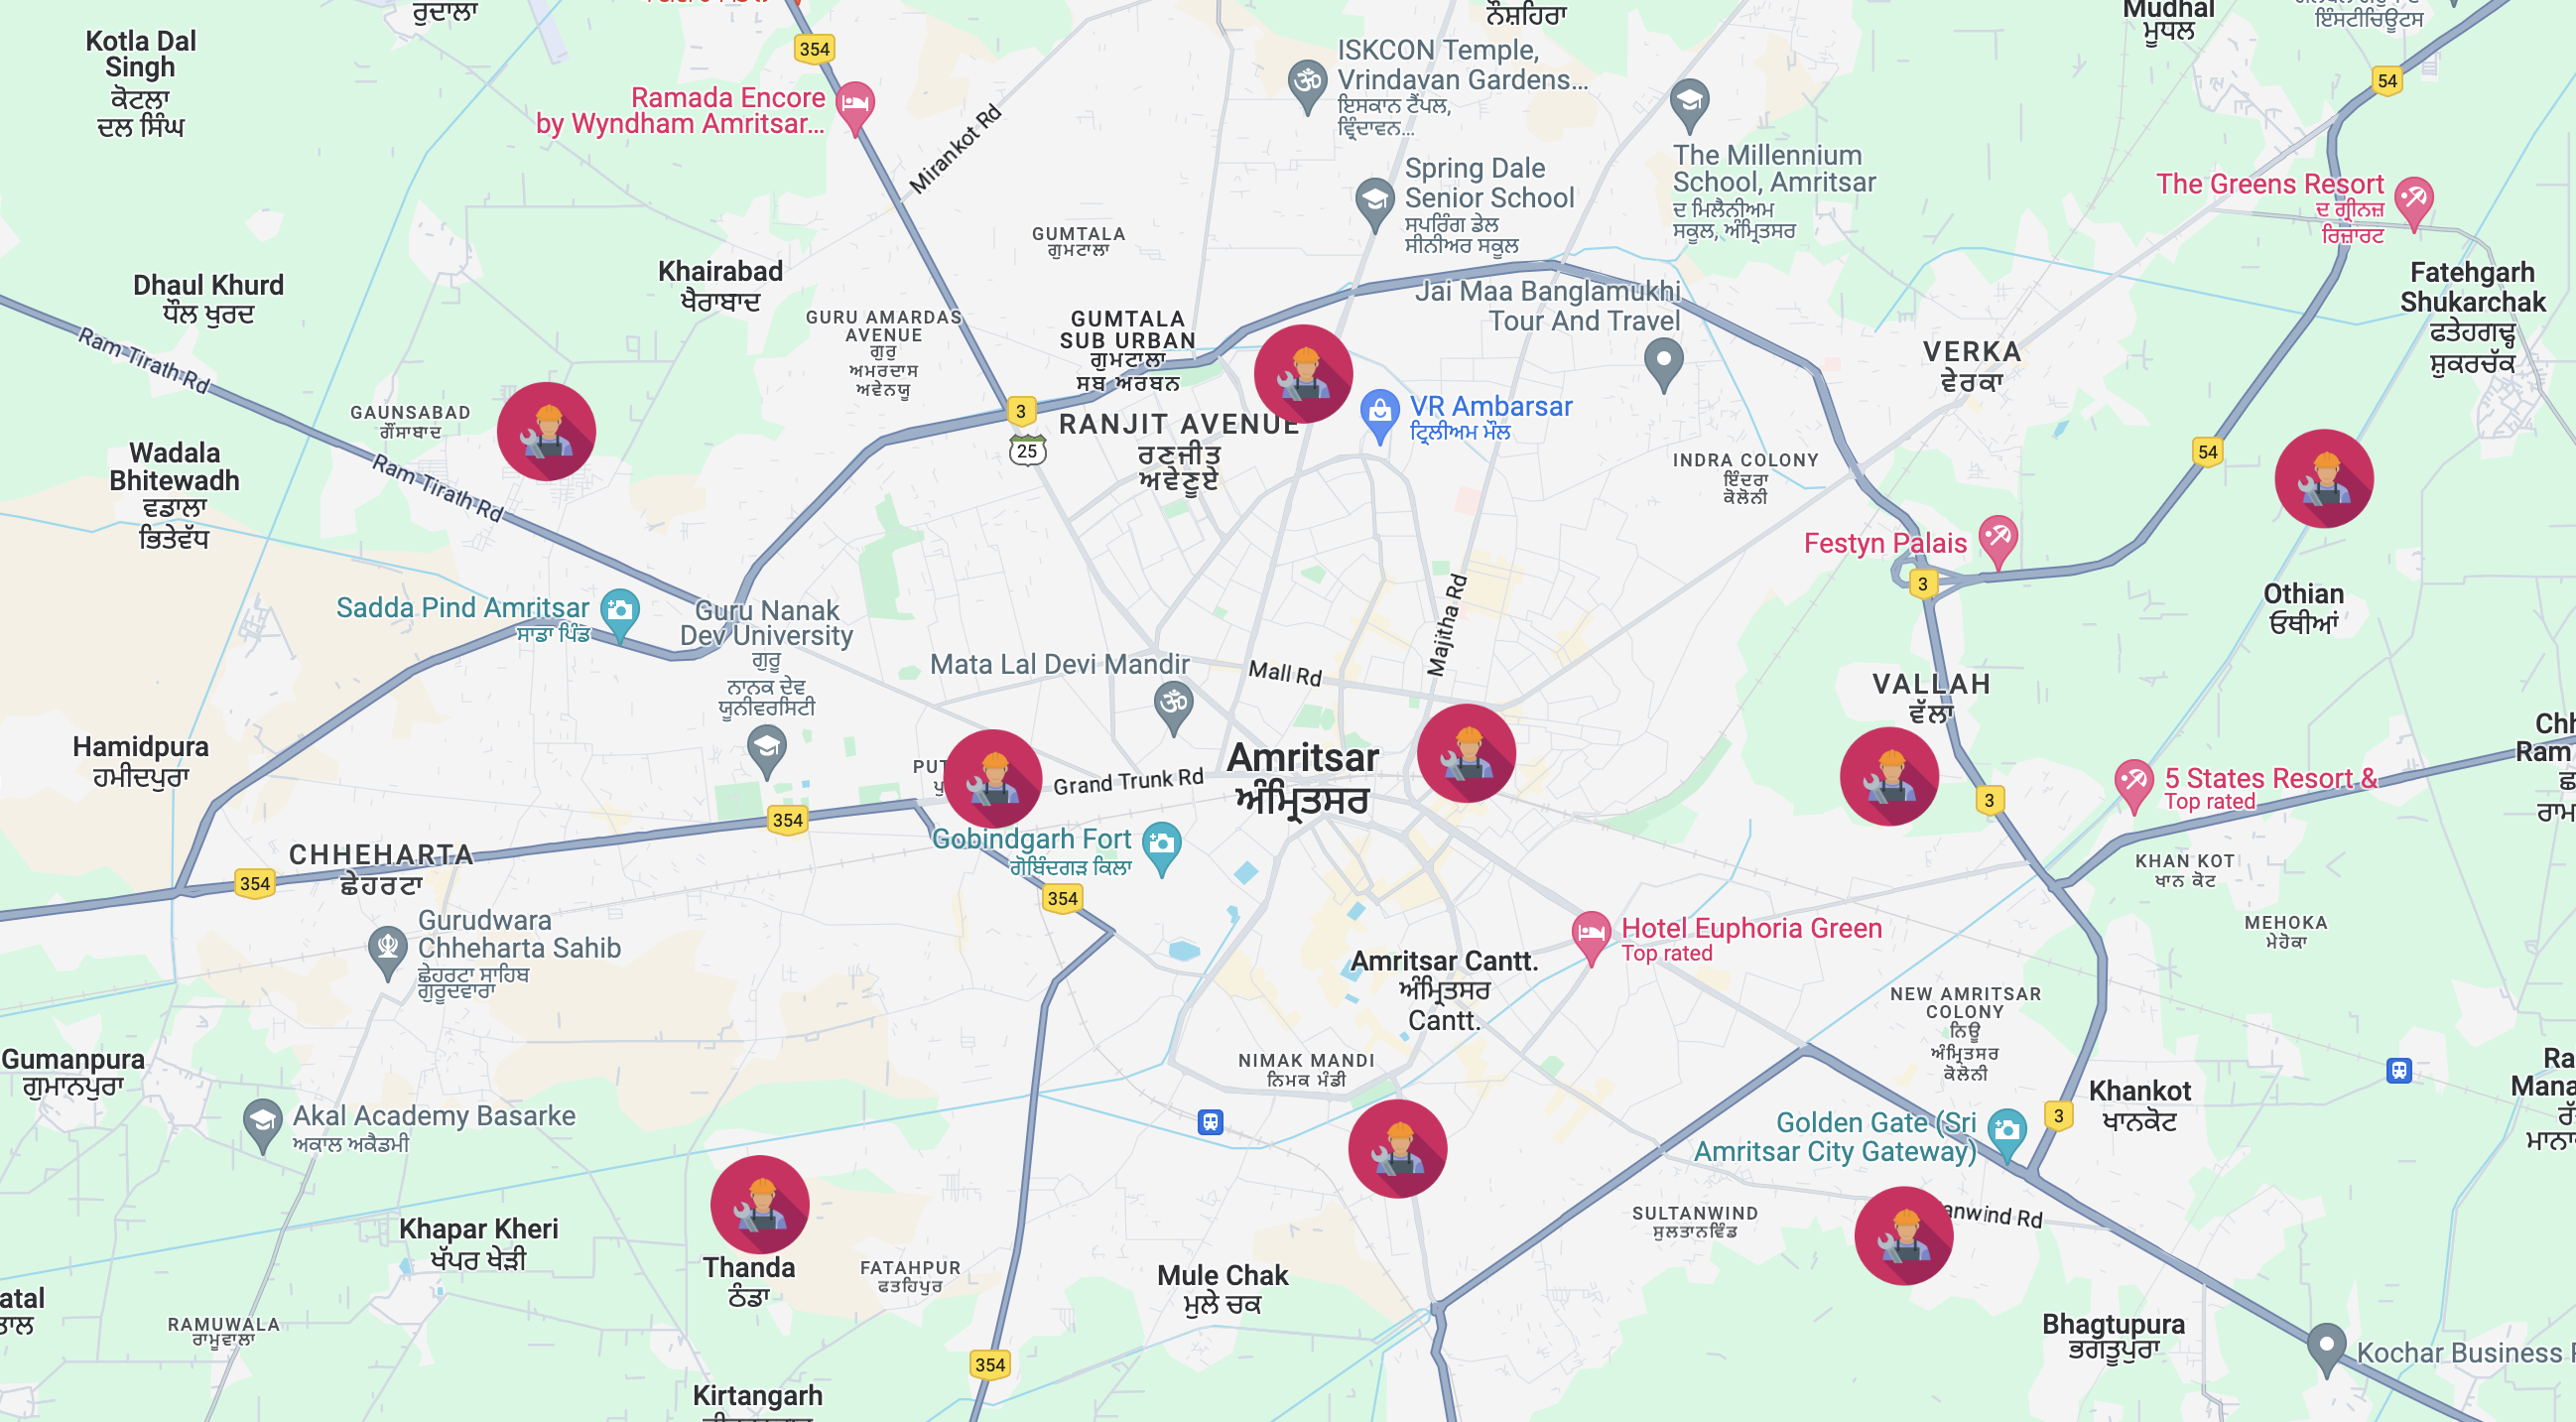 ਰੁਦਾਲਾ
ਨੌਸ਼ਹਿਰਾ
Mudhal
ਮੂਧਲ
ਇੰਸਟੀਚਿਊਟਸ
Kotla Dal
Singh
ਕੋਟਲਾ
ਦਲ ਸਿੰਘ
354
Ramada Encore
by Wyndham Amritsar...
Mirankot Rd
ISKCON Temple,
Vrindavan Gardens...
ਇਸਕਾਨ ਟੈਂਪਲ,
ਵ੍ਰਿੰਦਾਵਨ...
54
Spring Dale
Senior School
ਸਪਰਿੰਗ ਡੇਲ
ਸੀਨੀਅਰ ਸਕੂਲ
The Millennium
School, Amritsar
ਦ ਮਿਲੈਨੀਅਮ
ਸਕੂਲ, ਅੰਮ੍ਰਿਤਸਰ
The Greens Resort
ਦ ਗ੍ਰੀਨਜ਼
ਰਿਜ਼ਾਰਟ
GUMTALA
ਗੁਮਟਾਲਾ
Dhaul Khurd
ਧੌਲ ਖੁਰਦ
Khairabad
ਖੈਰਾਬਾਦ
Fatehgarh
Shukarchak
ਫਤੇਹਗਢ੍ਹ
ਸ਼ੁਕਰਚੱਕ
Jai Maa Banglamukhi
Tour And Travel
GURU AMARDAS
AVENUE
ਗੁਰੂ
ਅਮਰਦਾਸ
ਅਵੇਨਯੂ
GUMTALA
SUB URBAN
ਗੁਮਟਾਲਾ
ਸਬ ਅਰਬਨ
Ram Tirath Rd
VERKA
ਵੇਰਕਾ
GAUNSABAD
ਗੌਂਸਾਬਾਦ
3
25
RANJIT AVENUE
ਰਣਜੀਤ
ਅਵੇਨੂਏ
VR Ambarsar
ਟ੍ਰਿਲੀਅਮ ਮੌਲ
Wadala
Bhitewadh
ਵਡਾਲਾ
ਭਿਤੇਵੱਧ
Ram Tirath Rd
INDRA COLONY
ਇੰਦਰਾ
ਕੋਲੋਨੀ
54
Festyn Palais
3
Othian
ਓਥੀਆਂ
Sadda Pind Amritsar
ਸਾਡਾ ਪਿੰਡ
Guru Nanak
Dev University
ਗੁਰੂ
ਨਾਨਕ ਦੇਵ
ਯੂਨੀਵਰਸਿਟੀ
Majitha Rd
Mata Lal Devi Mandir
Mall Rd
VALLAH
ਵੱਲਾ
Hamidpura
ਹਮੀਦਪੁਰਾ
PUT
Grand Trunk Rd
Amritsar
ਅੰਮ੍ਰਿਤਸਰ
Chh
Ram
5 States Resort &
Top rated
3
354
Gobindgarh Fort
ਗੋਬਿੰਦਗੜ ਕਿਲਾ
CHHEHARTA
ਛੇਹਰਟਾ
354
354
KHAN KOT
ਖਾਨ ਕੋਟ
Gurudwara
Chheharta Sahib
ਛੇਹਰਟਾ ਸਾਹਿਬ
ਗੁਰੂਦਵਾਰਾ
Hotel Euphoria Green
Top rated
MEHOKA
ਮੇਹੋਕਾ
Amritsar Cantt.
ਅੰਮ੍ਰਿਤਸਰ
Cantt.
NEW AMRITSAR
COLONY
ਨਿਊ
ਅੰਮ੍ਰਿਤਸਰ
ਕੋਲੋਨੀ
Gumanpura
ਗੁਮਾਨਪੁਰਾ
NIMAK MANDI
ਨਿਮਕ ਮੰਡੀ
Ra
Mana
Khankot
ਖਾਨਕੋਟ
Akal Academy Basarke
ਅਕਾਲ ਅਕੈਡਮੀ
3
Golden Gate (Sri
Amritsar City Gateway)
Khapar Kheri
ਖੱਪਰ ਖੇੜੀ
SULTANWIND
ਸੁਲਤਾਨਵਿੰਡ
anwind Rd
Thanda
ਠੰਡਾ
FATAHPUR
ਫਤਹਿਪੁਰ
Mule Chak
ਮੁਲੇ ਚਕ
atal
ਤਾਲ
RAMUWALA
ਰਾਮੂਵਾਲਾ
Bhagtupura
ਭਗਤੂਪੁਰਾ
354
Kochar Business
Kirtangarh